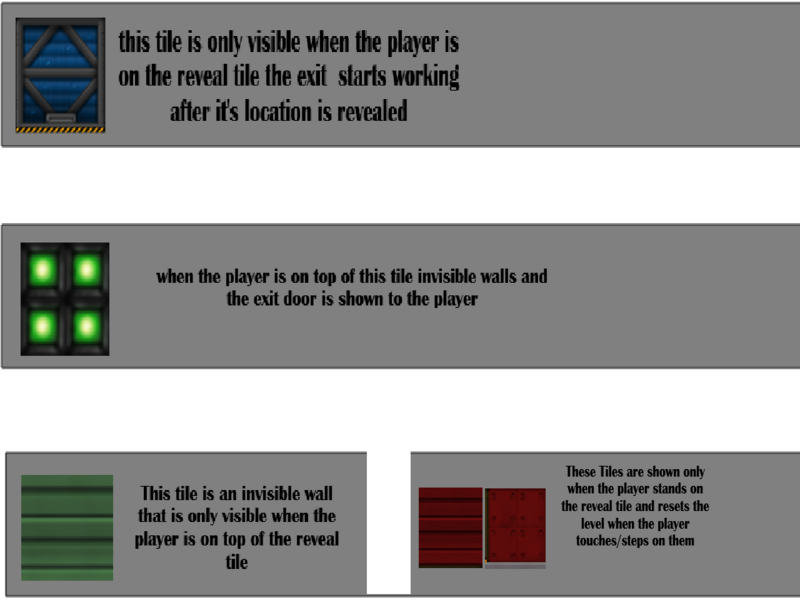 this tile is only visible when the player is
on the reveal tile the exit starts working
after it's location is revealed
when the player is on top of this tile invisible walls and
the exit door is shown to the player
This tile is an invisible wall
that is only visible when the
player is on top of the reveal
tile
These Tiles are shown only
when the player stands on
the reveal tile and resets the
level when the player
touches/steps on them